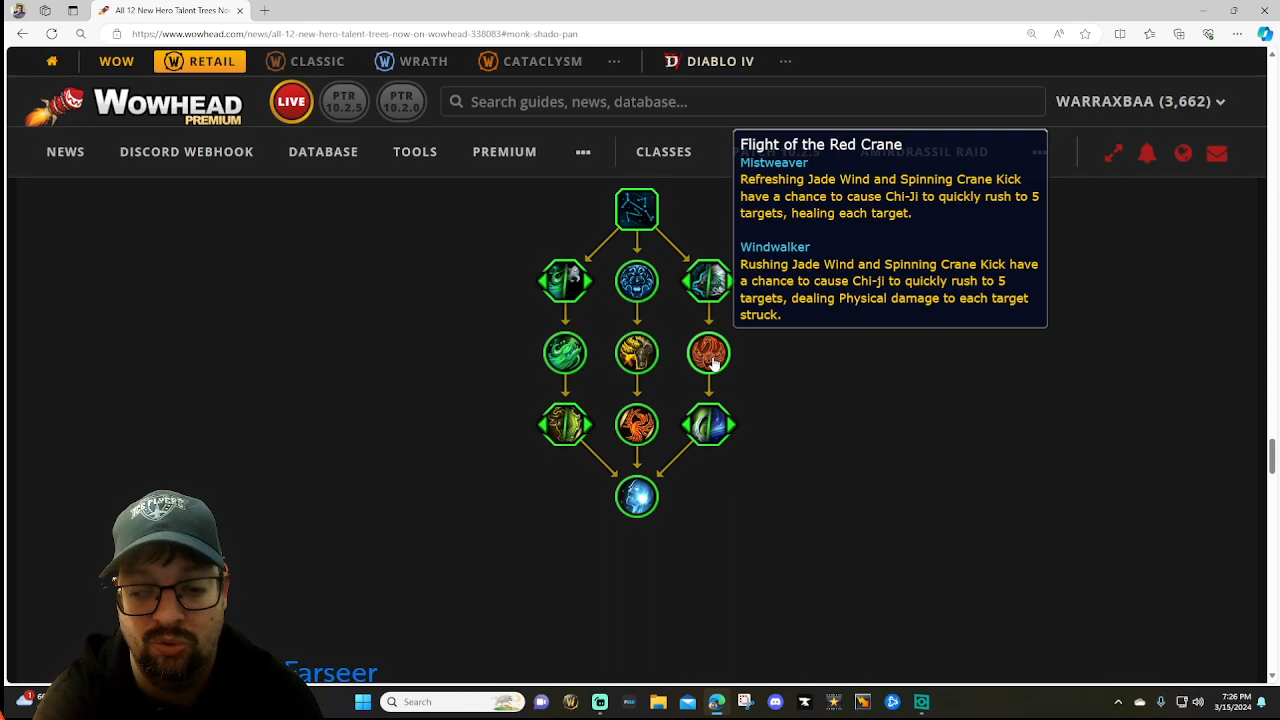 All 12 New Hero Talent Trees No
https://www.wowhead.com/news/all-12-new-hero-talent-trees-now-on-wowhead-338083#monk-shado-pan
WOW
RETAIL
CLASSIC
WRATH
CATACLYSM
DIABLO IV
WOWHEAD
PREMIUM
LIVE
PTR
10.2.5
PTR
10.2.0
Search guides, news, database...
WARRAXBAA (3,662)
NEWS
DISCORD WEBHOOK
DATABASE
TOOLS
PREMIUM
CLASSES
AMIRDRASSIL RAID
Flight of the Red Crane
Mistweaver
Refreshing Jade Wind and Spinning Crane Kick
have a chance to cause Chi-Ji to quickly rush to 5
targets, healing each target.
Windwalker
Rushing Jade Wind and Spinning Crane Kick have
a chance to cause Chi-ji to quickly rush to 5
targets, dealing Physical damage to each target
struck.
Farseer
Search
7:26 PM
3/15/2024